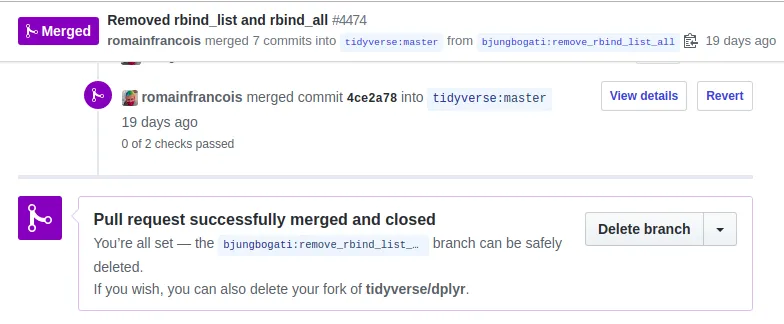 Merged
Removed rbind_list and rbind_all #4474
romainfrancois merged 7 commits into tidyverse:master from bjungbogati:remove_rbind_list_all 19 days ago
romainfrancois merged commit 4ce2a78 into tidyverse:master
19 days ago
0 of 2 checks passed
View details
Revert
Pull request successfully merged and closed
You’re all set — the bjungbogati:remove_rbind_list_… branch can be safely
deleted.
If you wish, you can also delete your fork of tidyverse/dplyr.
Delete branch